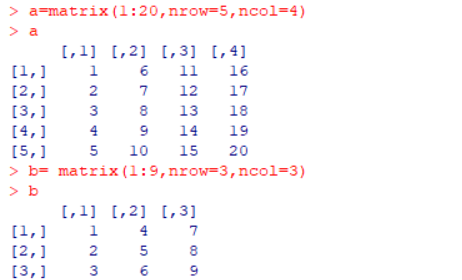 > a=matrix(1:20,nrow=5,ncol=4)
> a
     [,1] [,2] [,3] [,4]
[1,]    1    6   11   16
[2,]    2    7   12   17
[3,]    3    8   13   18
[4,]    4    9   14   19
[5,]    5   10   15   20
> b= matrix(1:9,nrow=3,ncol=3)
> b
     [,1] [,2] [,3]
[1,]    1    4    7
[2,]    2    5    8
[3,]    3    6    9